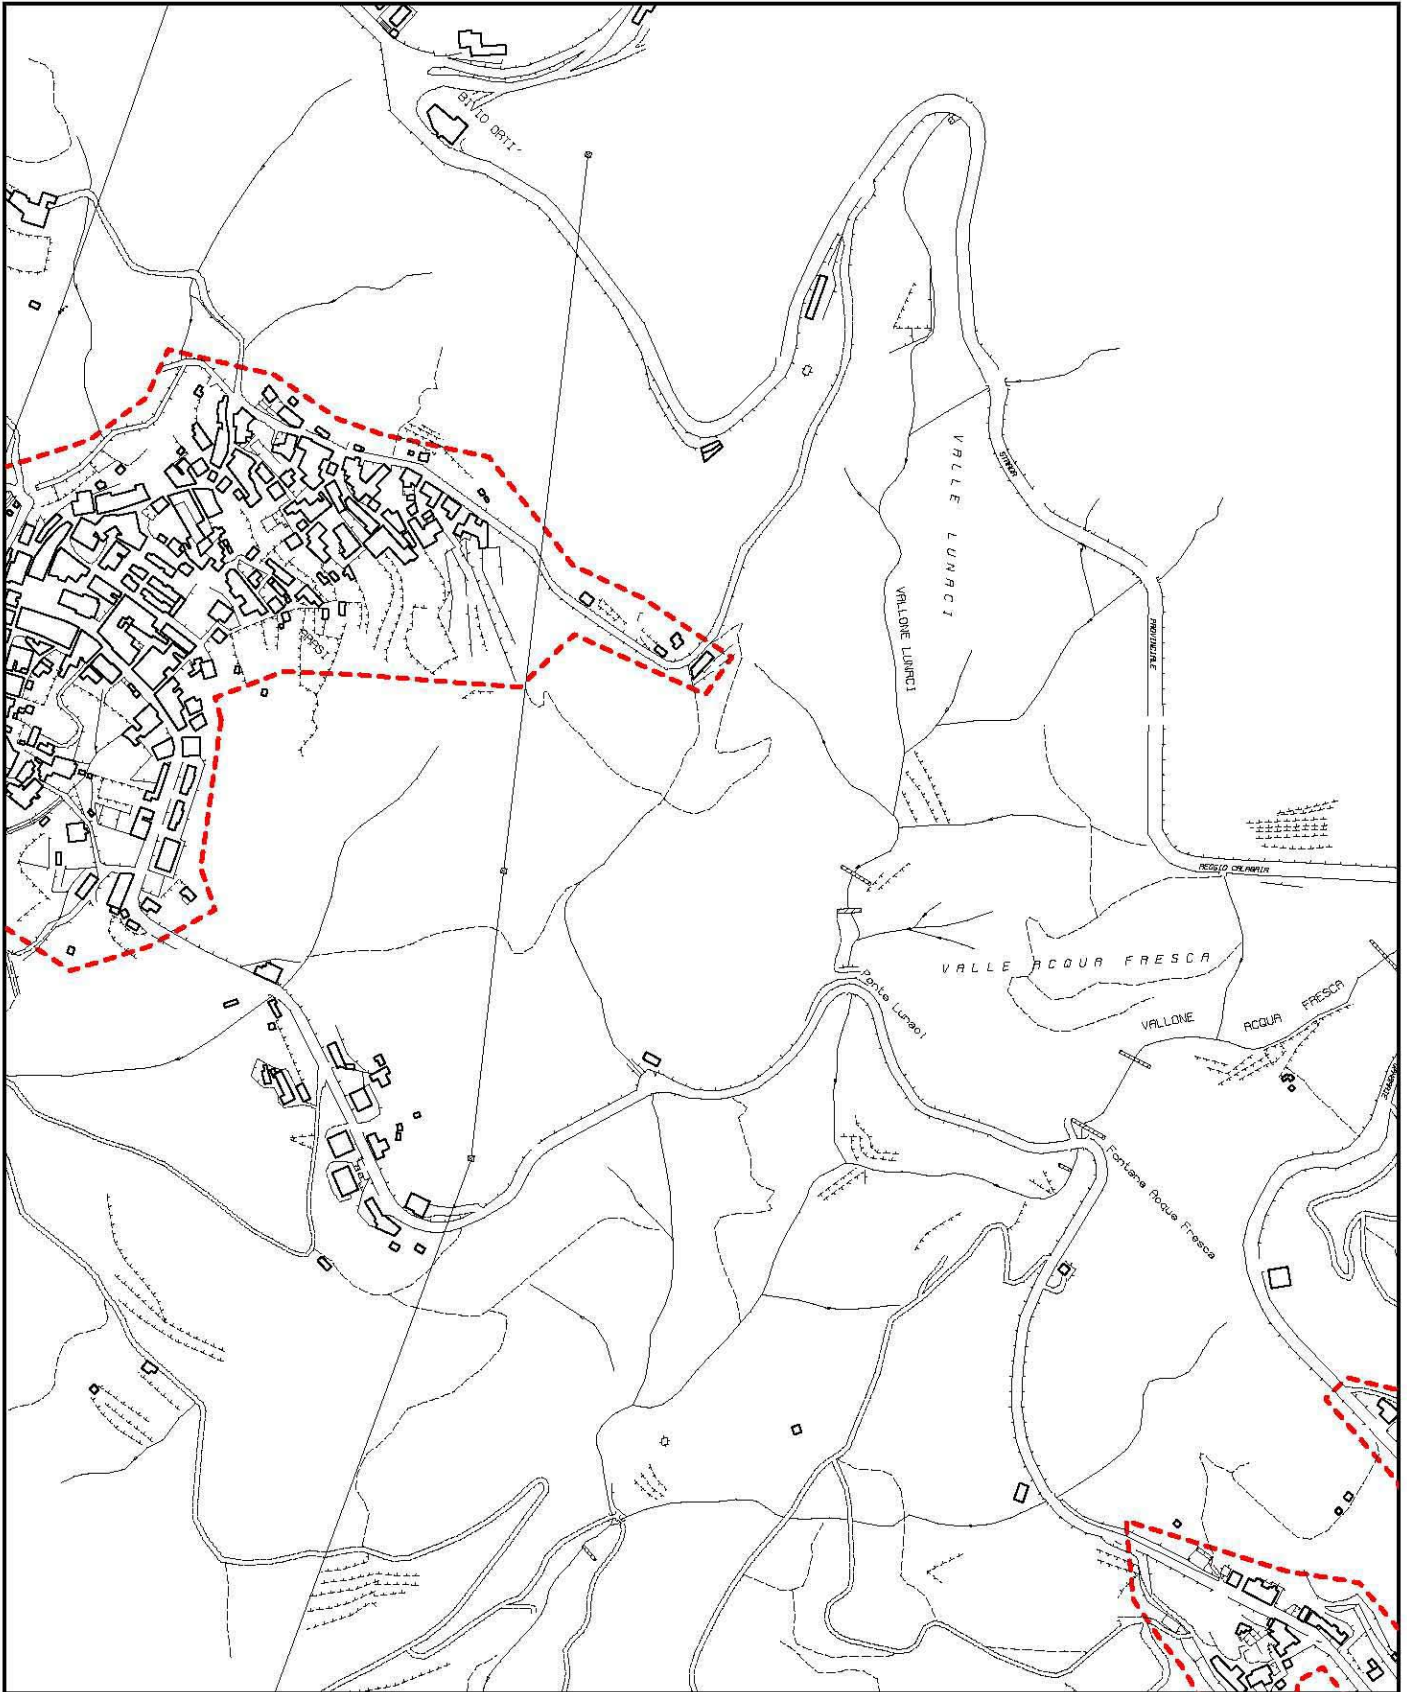 BIVIO ORTI'
VALLE LUNACI
STRADA
VALLONE LUNACI
PROVINCIALE
REGGIO CALABRIA
VALLE ACQUA FRESCA
Ponte Lunaci
VALLONE ACQUA FRESCA
Fontana Acqua Fresca